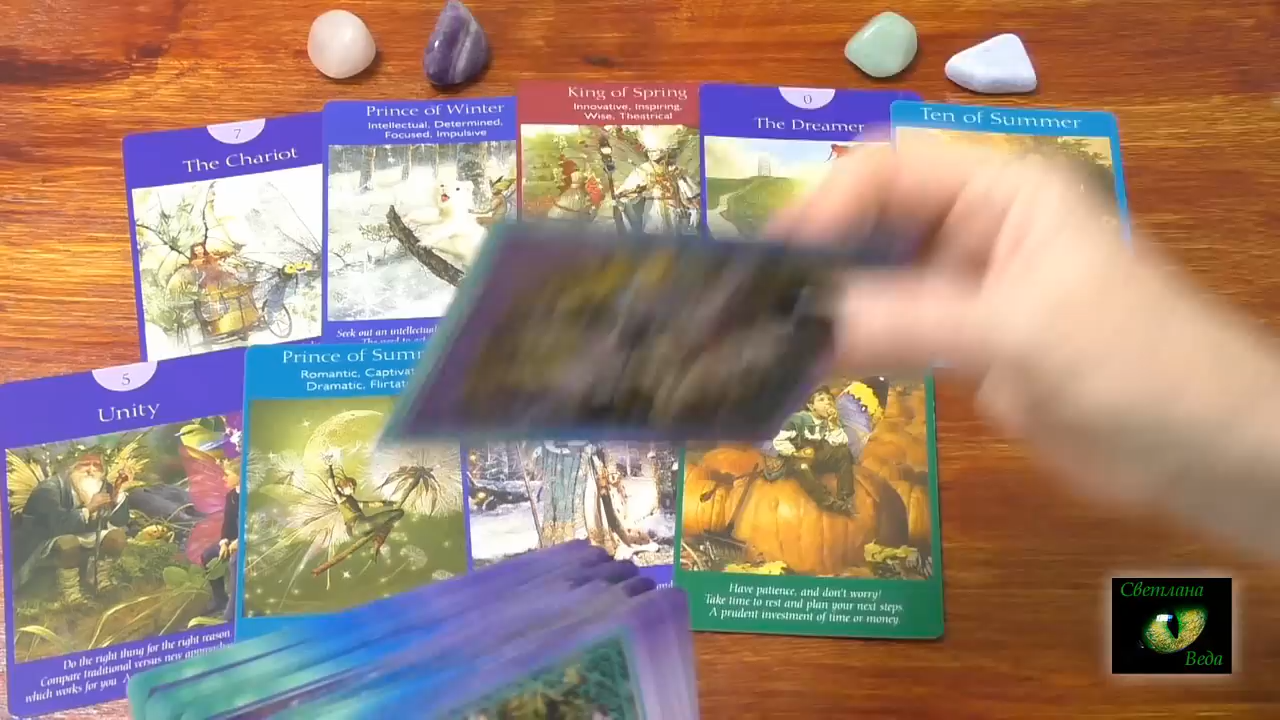 7
The Chariot
Prince of Winter
Intellectual, Determined,
Focused, Impulsive
Seek out an intellectual
King of Spring
Innovative, Inspiring,
Wise, Theatrical
0
The Dreamer
Ten of Summer
5
Unity
Do the right thing for the right reason.
Compare traditional versus new
which works for you. A
Prince of Summ
Romantic,
Dramatic,
and
Have patience, and don't worry!
Take time to rest and plan your next steps.
A prudent investment of time or money.
Светлана
Веда